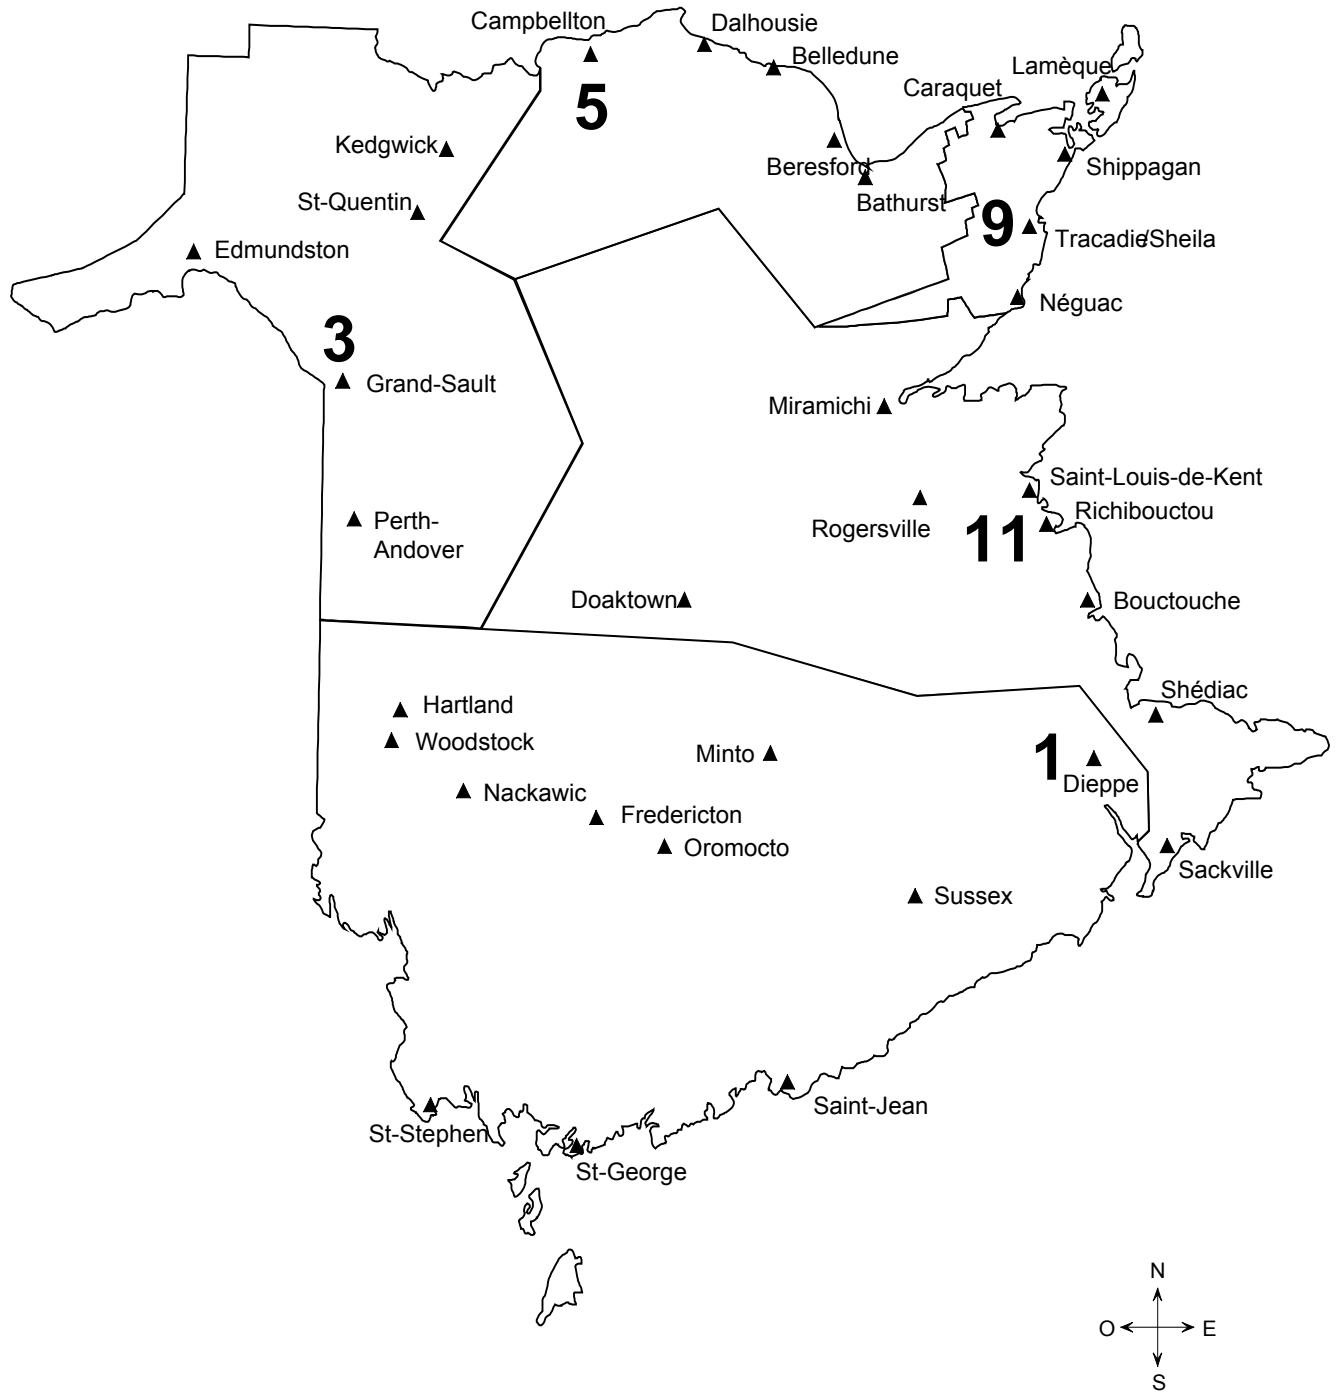 Campbellton
Dalhousie
Belledune
Lamèque
Caraquet
5
Kedgwick
Beresford
Shippagan
St-Quentin
Bathurst
9
Edmundston
Tracadie/Sheila
Néguac
3
Grand-Sault
Miramichi
Saint-Louis-de-Kent
Richibouctou
Perth-
Andover
Rogersville
11
Doaktown
Bouctouche
Shédiac
Hartland
Woodstock
Minto
1
Dieppe
Nackawic
Fredericton
Oromocto
Sackville
Sussex
Saint-Jean
St-Stephen
St-George
N
O E
S